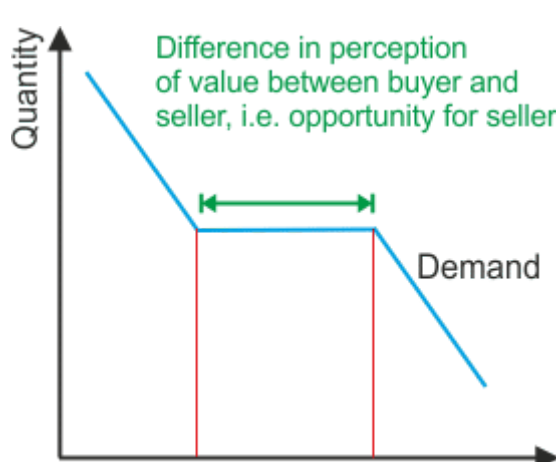 Quantity
Difference in perception
of value between buyer and
seller, i.e. opportunity for seller
Demand